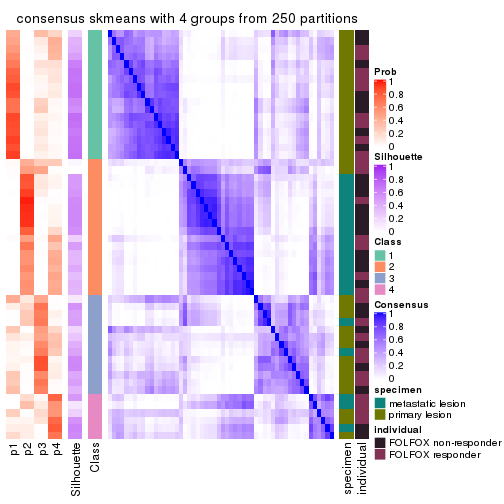 consensus skmeans with 4 groups from 250 partitions
Prob
1
0.8
0.6
0.4
0.2
0
Silhouette
1
0.8
0.6
0.4
0.2
0
Class
1
2
3
4
Consensus
1
0.8
0.6
0.4
0.2
0
specimen
metastatic lesion
primary lesion
individual
FOLFOX non-responder
FOLFOX responder
p1
p2
p3
p4
Silhouette
Class
specimen
individual